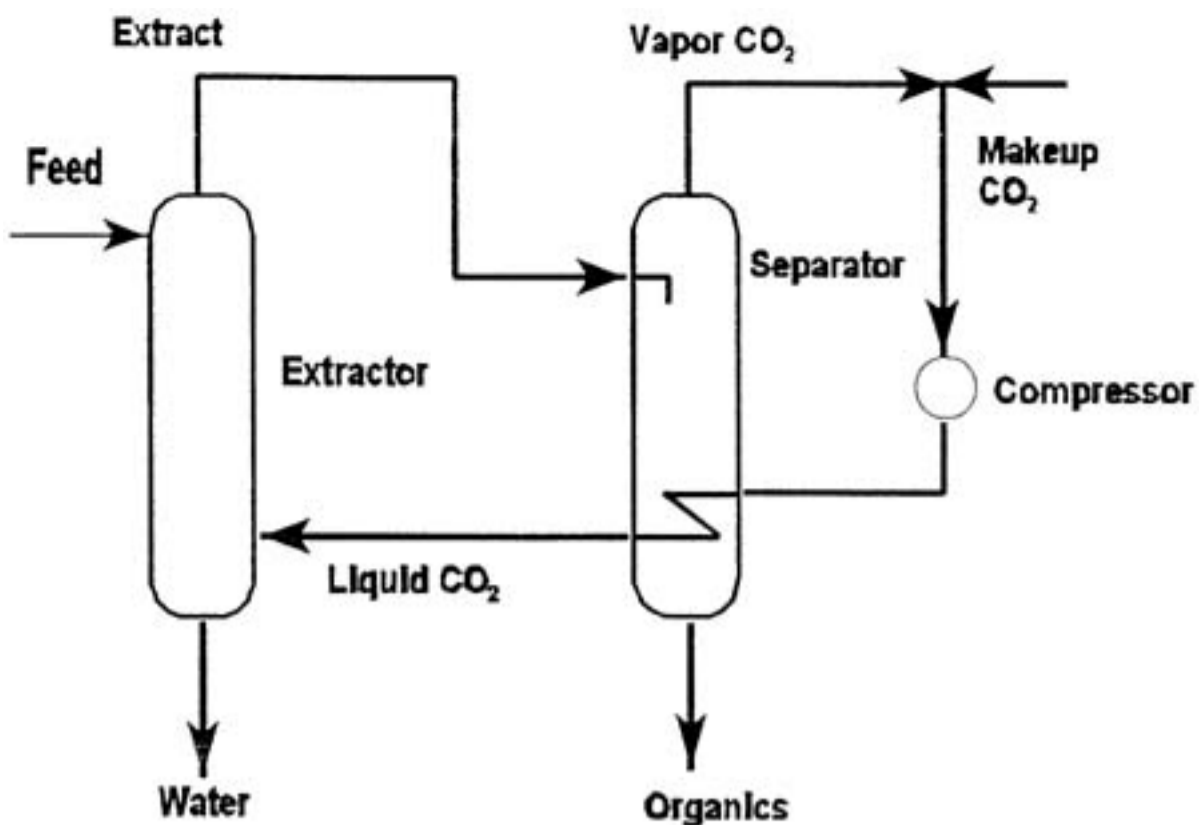 Extract
Vapor CO₂
Feed
Makeup
CO₂
Separator
Extractor
Compressor
Liquid CO₂
Water
Organics